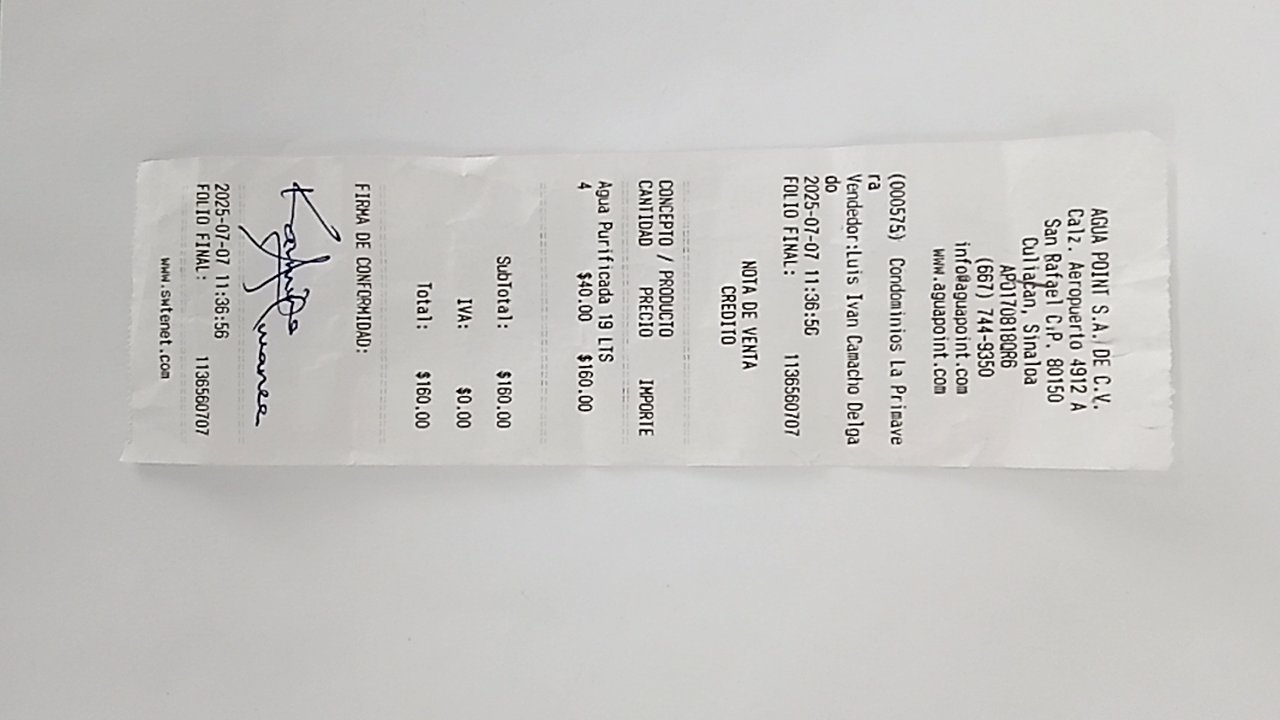 AGUA POINT S.A. DE C.V.
Calz. Aeropuerto 4912 A
San Rafael C.P. 80150
Culiacan, Sinaloa
APO170818QR6
(667) 744-9350
info@aguapoint.com
www.aguapoint.com
(000575) Condominios La Primave
ra
Vendedor:Luis Ivan Camacho Delga
do
2025-07-07 11:36:56
FOLIO FINAL: 1136560707
NOTA DE VENTA
CREDITO
CONCEPTO / PRODUCTO
CANTIDAD PRECIO IMPORTE
Agua Purificada 19 LTS
4 $40.00 $160.00
SubTotal: $160.00
IVA: $0.00
Total: $160.00
FIRMA DE CONFORMIDAD:
2025-07-07 11:36:56
FOLIO FINAL: 1136560707
www.smtenet.com